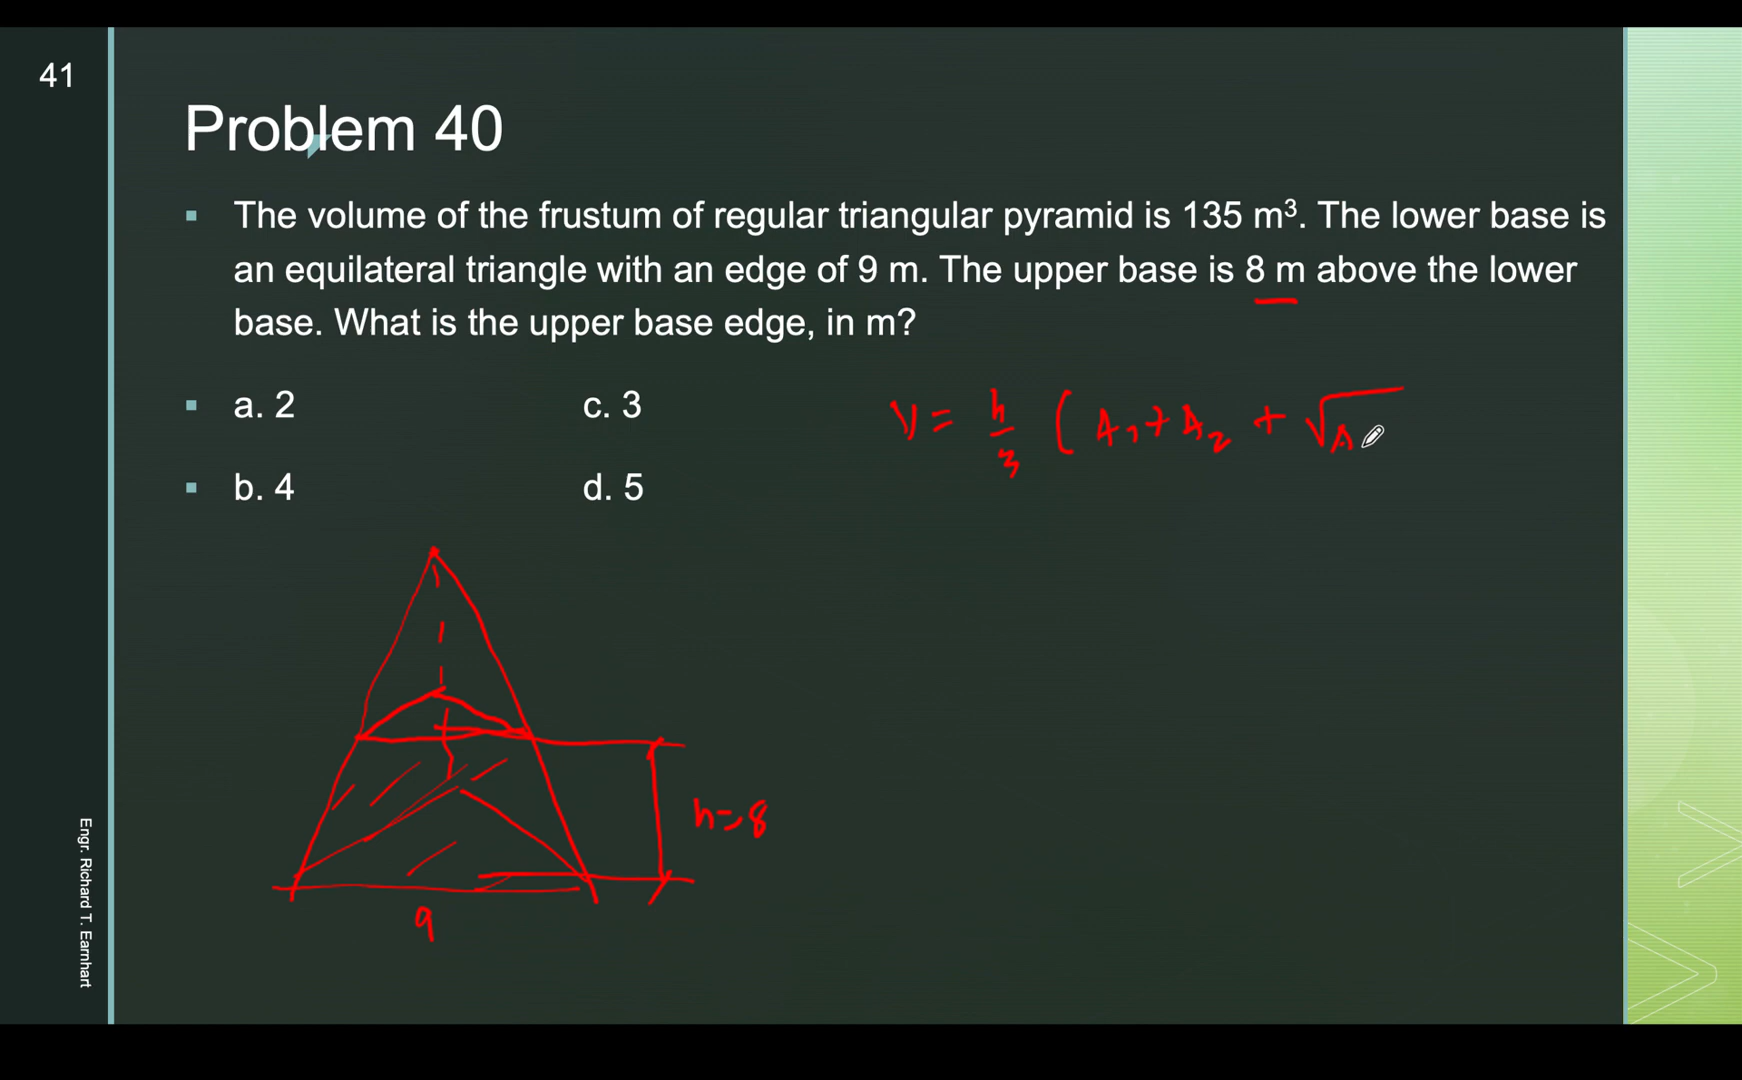 41
Problem 40
The volume of the frustum of regular triangular pyramid is 135 m³. The lower base is
an equilateral triangle with an edge of 9 m. The upper base is 8 m above the lower
base. What is the upper base edge, in m?
a. 2 c. 3
V = h/3 ( A₁ + A₂ + √A
b. 4 d. 5
h=8
9
Engr. Richard T. Earnhart